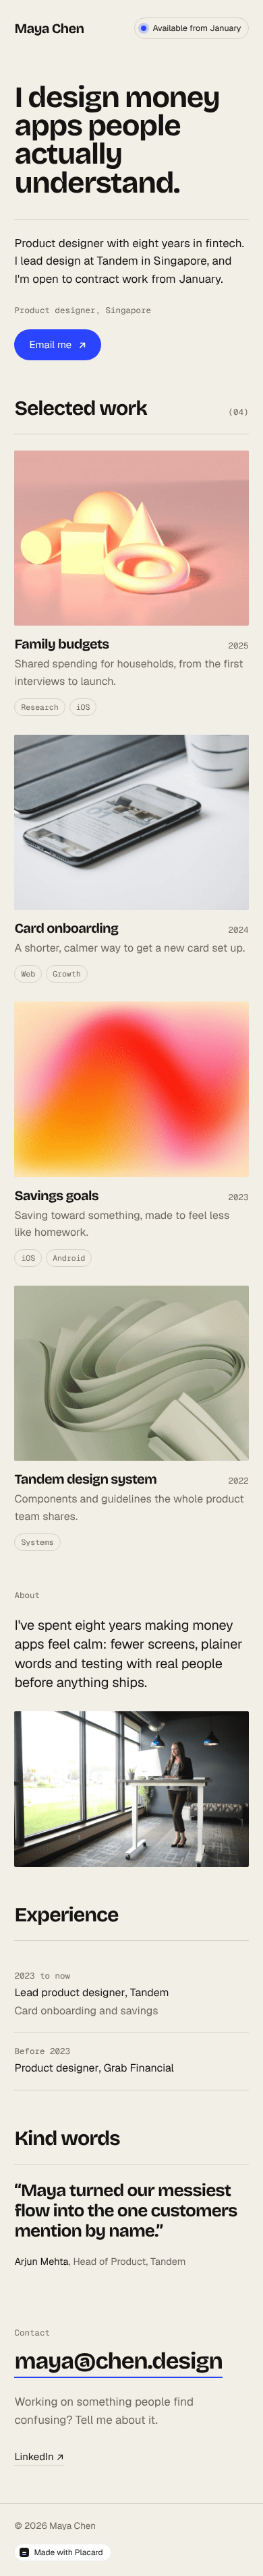 Maya Chen
Available from January
I design money
apps people
actually
understand.
Product designer with eight years in fintech.
I lead design at Tandem in Singapore, and
I'm open to contract work from January.
Product designer, Singapore
Email me ↗
Selected work
(04)
Family budgets
2025
Shared spending for households, from the first
interviews to launch.
Research
iOS
Card onboarding
2024
A shorter, calmer way to get a new card set up.
Web
Growth
Savings goals
2023
Saving toward something, made to feel less
like homework.
iOS
Android
Tandem design system
2022
Components and guidelines the whole product
team shares.
Systems
About
I've spent eight years making money
apps feel calm: fewer screens, plainer
words and testing with real people
before anything ships.
Experience
2023 to now
Lead product designer, Tandem
Card onboarding and savings
Before 2023
Product designer, Grab Financial
Kind words
“Maya turned our messiest
flow into the one customers
mention by name.”
Arjun Mehta, Head of Product, Tandem
Contact
maya@chen.design
Working on something people find
confusing? Tell me about it.
LinkedIn ↗
© 2026 Maya Chen
Made with Placard